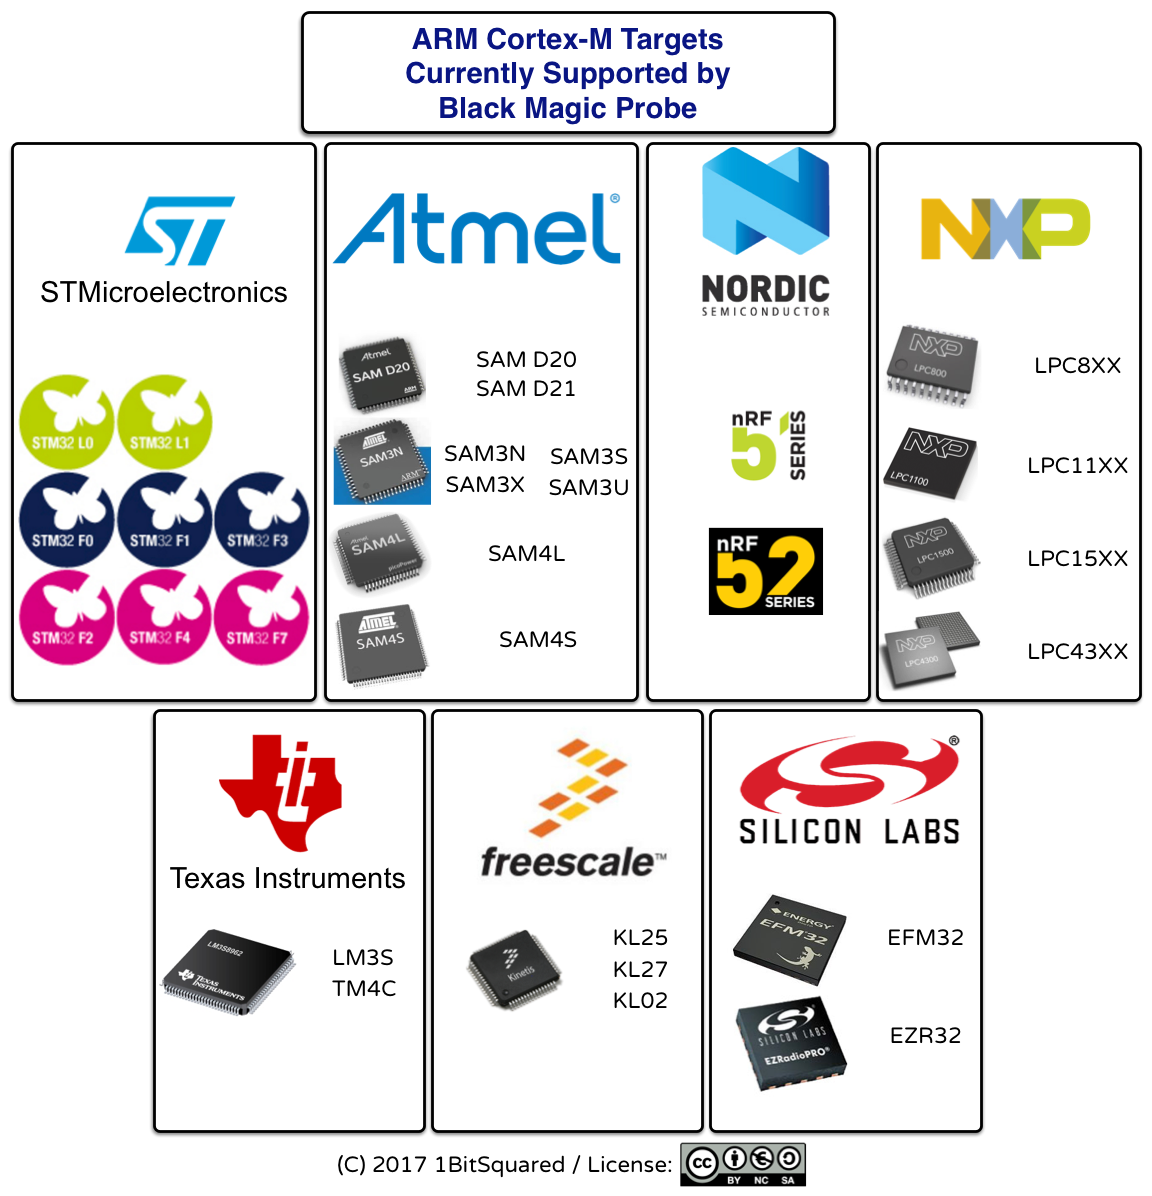 ARM Cortex-M Targets
Currently Supported by
Black Magic Probe
ST
STMicroelectronics
STM32 L0
STM32 L1
STM32 F0
STM32 F1
STM32 F3
STM32 F2
STM32 F4
STM32 F7
Atmel®
Atmel
SAM D20
ARM
SAM D20
SAM D21
ATMEL
SAM3N
ARM™
SAM3N
SAM3S
SAM3X
SAM3U
Atmel
SAM4L
picoPower
SAM4L
ATMEL
SAM4S
SAM4S
N
NORDIC
SEMICONDUCTOR
nRF
5
SERIES
nRF
52
SERIES
NXP
NXP
LPC800
LPC8XX
NXP
LPC1100
LPC11XX
NXP
LPC1500
LPC15XX
NXP
LPC4300
LPC43XX
ti
Texas Instruments
LM3S8962
TEXAS
INSTRUMENTS
LM3S
TM4C
freescale™
Kinetis
KL25
KL27
KL02
®
SILICON LABS
ENERGY
EFM®32
EFM32
SILICON LABS
EZRadioPRO®
EZR32
(C) 2017 1BitSquared / License:
cc
BY NC SA